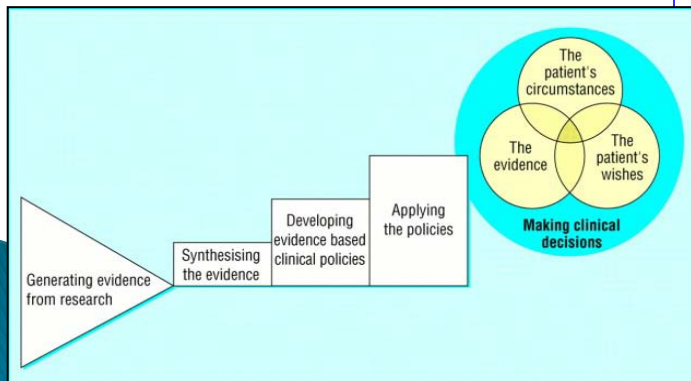 Generating evidence
from research
Synthesising
the evidence
Developing
evidence based
clinical policies
Applying
the policies
The
patient's
circumstances
The
evidence
The
patient's
wishes
Making clinical
decisions